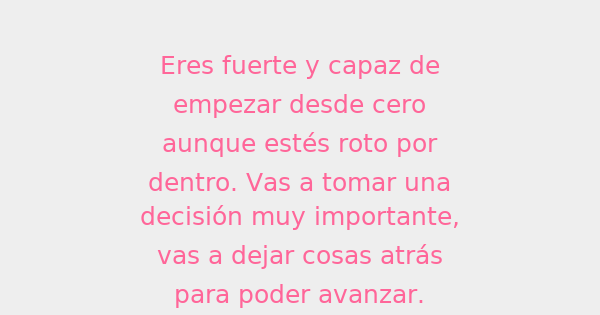 Eres fuerte y capaz de
empezar desde cero
aunque estés roto por
dentro. Vas a tomar una
decisión muy importante,
vas a dejar cosas atrás
para poder avanzar.